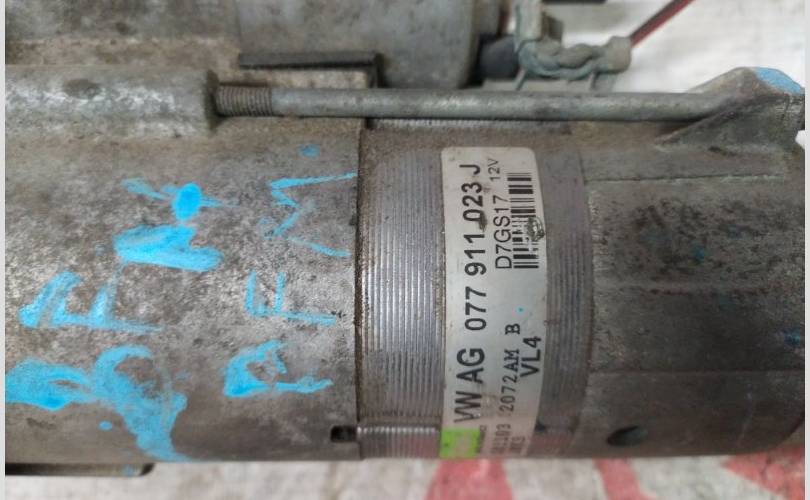 BFM
BFM
VW AG 077 911 023 J
D7GS17 12V
2072AM B
VL4